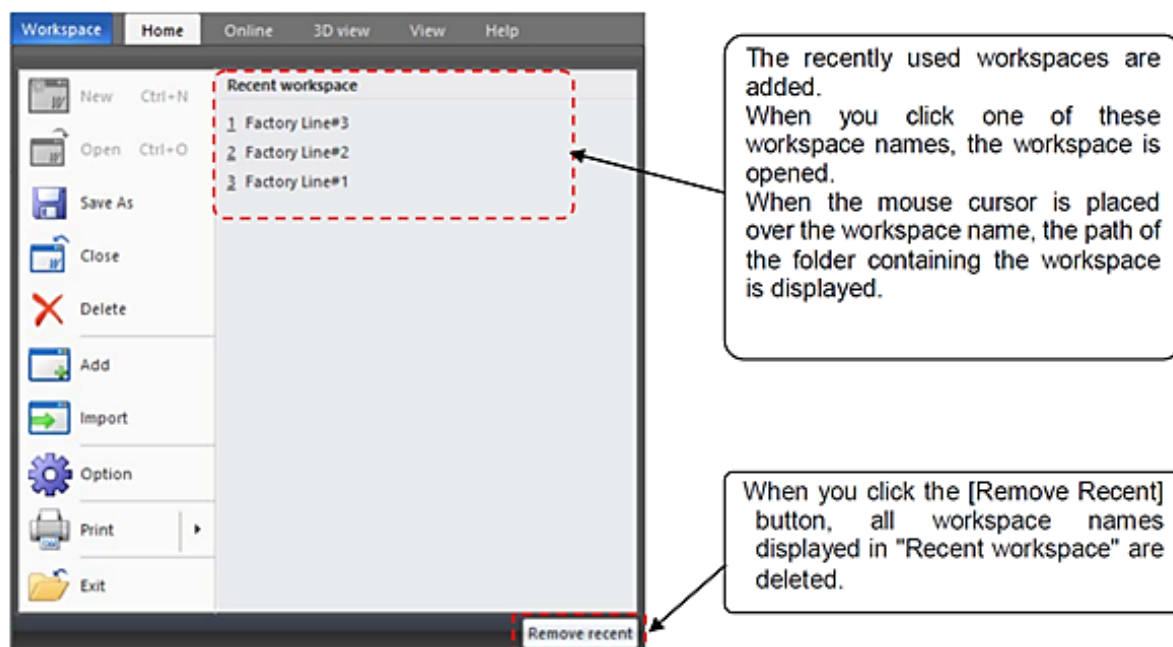 Workspace Home Online 3D view View Help
New Ctrl+N
Open Ctrl+O
Save As
Close
Delete
Add
Import
Option
Print
Exit
Recent workspace
1 Factory Line#3
2 Factory Line#2
3 Factory Line#1
Remove recent
The recently used workspaces are
added.
When you click one of these
workspace names, the workspace is
opened.
When the mouse cursor is placed
over the workspace name, the path of
the folder containing the workspace
is displayed.
When you click the [Remove Recent]
button, all workspace names
displayed in "Recent workspace" are
deleted.